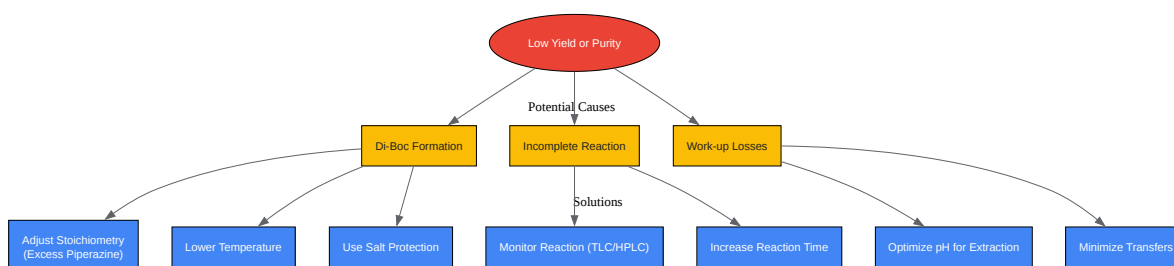 Low Yield or Purity
Potential Causes
Di-Boc Formation
Incomplete Reaction
Work-up Losses
Solutions
Adjust Stoichiometry
(Excess Piperazine)
Lower Temperature
Use Salt Protection
Monitor Reaction (TLC/HPLC)
Increase Reaction Time
Optimize pH for Extraction
Minimize Transfers